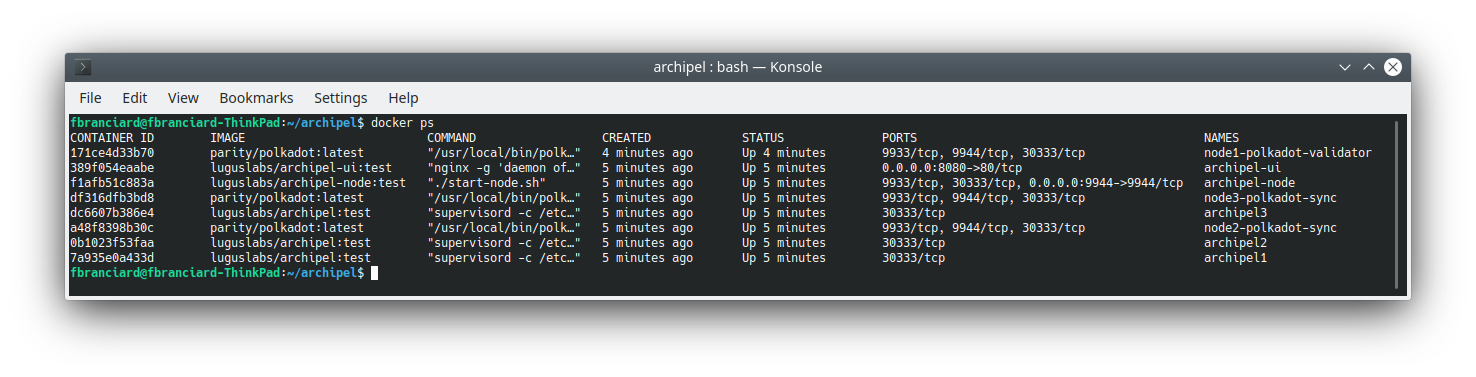 archipel : bash — Konsole
File Edit View Bookmarks Settings Help
fbranciard@fbranciard-ThinkPad:~/archipel$ docker ps
CONTAINER ID IMAGE COMMAND CREATED STATUS PORTS NAMES
171ce4d33b70 parity/polkadot:latest "/usr/local/bin/polk…" 4 minutes ago Up 4 minutes 9933/tcp, 9944/tcp, 30333/tcp node1-polkadot-validator
389f054eaabe luguslabs/archipel-ui:test "nginx -g 'daemon of…" 5 minutes ago Up 5 minutes 0.0.0.0:8080->80/tcp archipel-ui
f1afb51c883a luguslabs/archipel-node:test "./start-node.sh" 5 minutes ago Up 5 minutes 9933/tcp, 30333/tcp, 0.0.0.0:9944->9944/tcp archipel-node
df316dfb3bd8 parity/polkadot:latest "/usr/local/bin/polk…" 5 minutes ago Up 5 minutes 9933/tcp, 9944/tcp, 30333/tcp node3-polkadot-sync
dc6607b386e4 luguslabs/archipel:test "supervisord -c /etc…" 5 minutes ago Up 5 minutes 30333/tcp archipel3
a48f8398b30c parity/polkadot:latest "/usr/local/bin/polk…" 5 minutes ago Up 5 minutes 9933/tcp, 9944/tcp, 30333/tcp node2-polkadot-sync
0b1023f53faa luguslabs/archipel:test "supervisord -c /etc…" 5 minutes ago Up 5 minutes 30333/tcp archipel2
7a935e0a433d luguslabs/archipel:test "supervisord -c /etc…" 5 minutes ago Up 5 minutes 30333/tcp archipel1
fbranciard@fbranciard-ThinkPad:~/archipel$